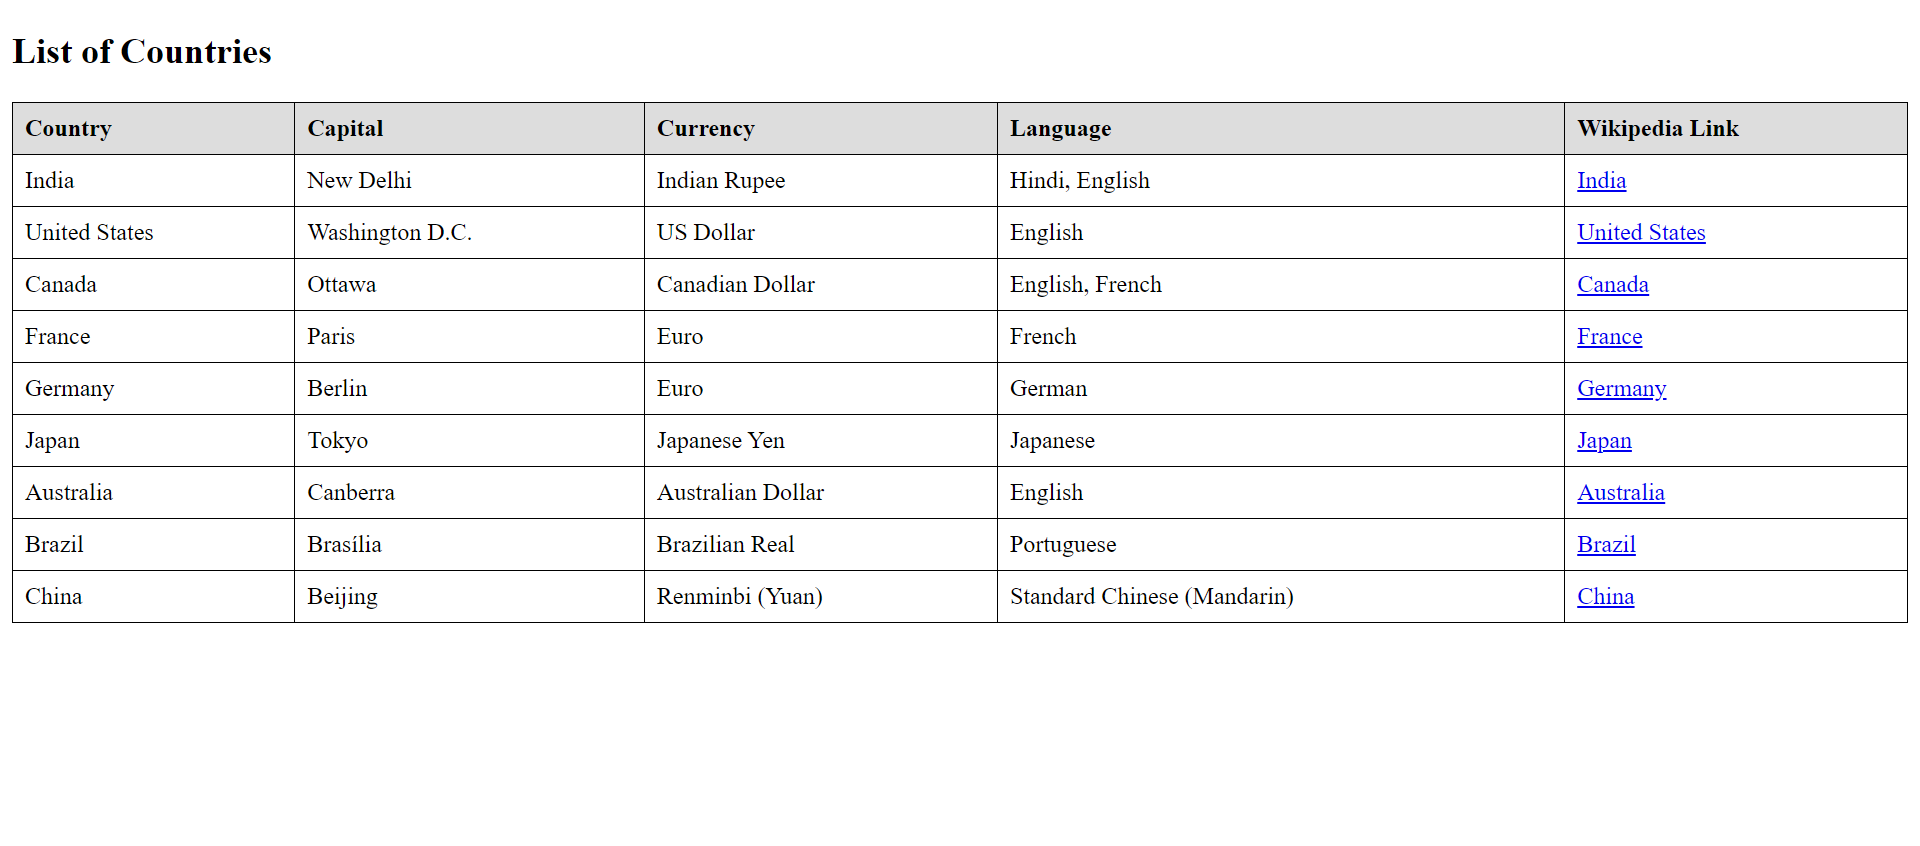 List of Countries
Country Capital Currency Language Wikipedia Link
India New Delhi Indian Rupee Hindi, English India
United States Washington D.C. US Dollar English United States
Canada Ottawa Canadian Dollar English, French Canada
France Paris Euro French France
Germany Berlin Euro German Germany
Japan Tokyo Japanese Yen Japanese Japan
Australia Canberra Australian Dollar English Australia
Brazil Brasília Brazilian Real Portuguese Brazil
China Beijing Renminbi (Yuan) Standard Chinese (Mandarin) China